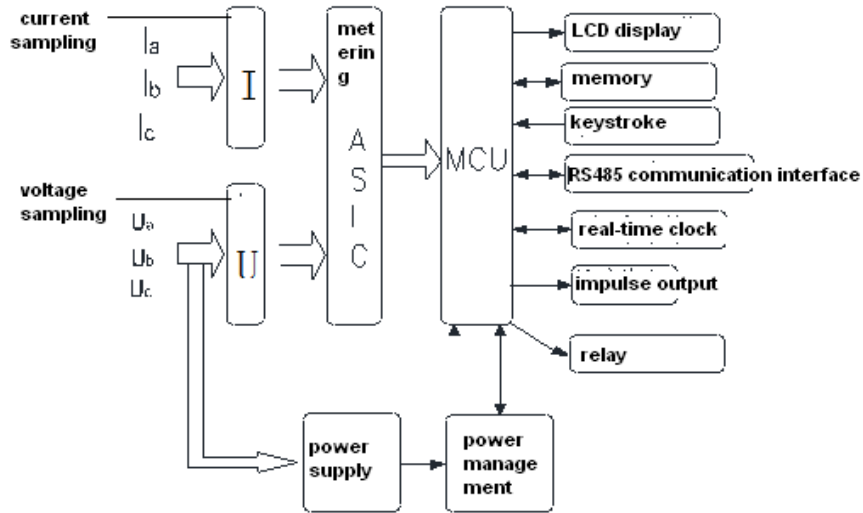 current
sampling
Ia
Ib
Ic
I
met
erin
g
A
S
I
C
MCU
LCD display
memory
keystroke
RS485 communication interface
real-time clock
impulse output
relay
voltage
sampling
Ua
Ub
Uc
U
power
supply
power
manage
ment